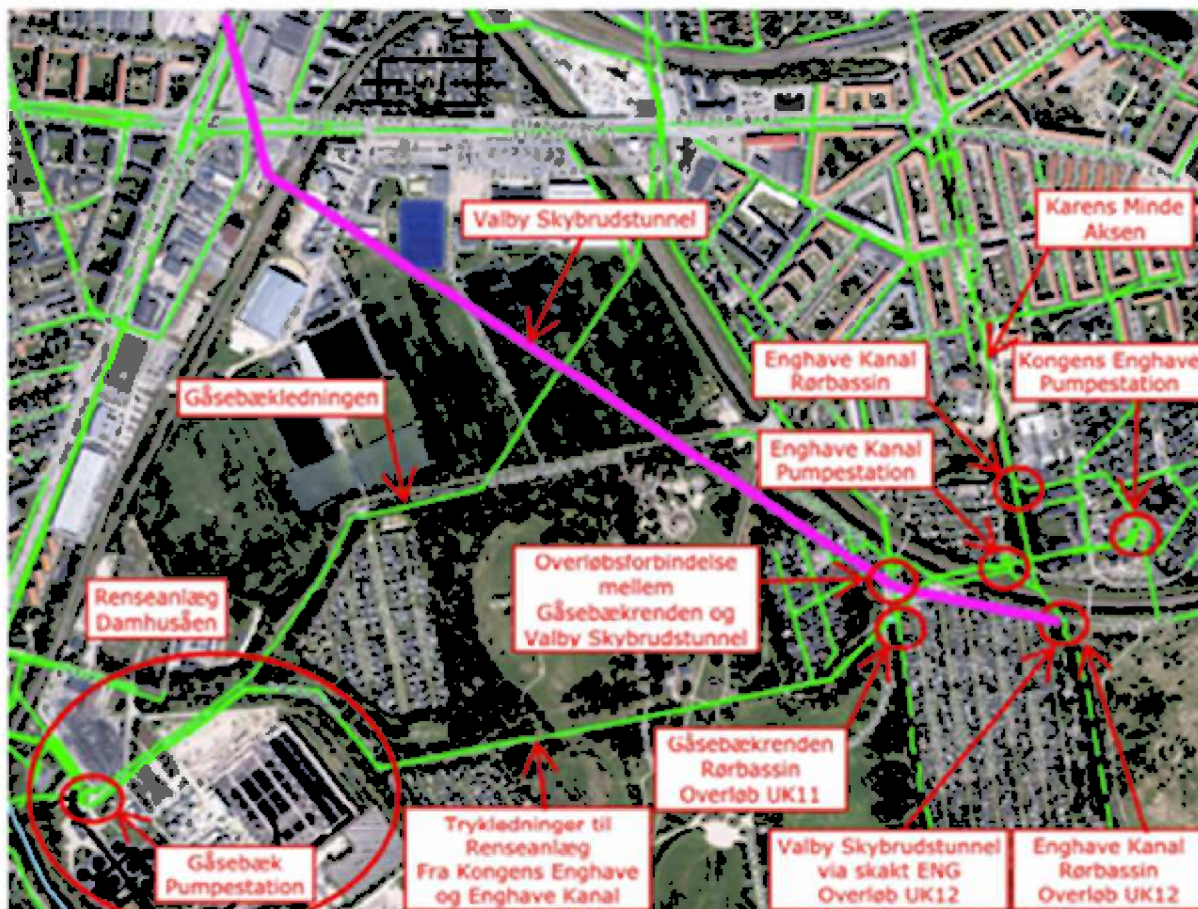 Valby Skybrudstunnel
Karens Minde
Aksen
Enghave Kanal
Rørbassin
Kongens Enghave
Pumpestation
Gåsebækledningen
Enghave Kanal
Pumpestation
Overløbsforbindelse
mellem
Gåsebækrenden og
Valby Skybrudstunnel
Renseanlæg
Damhusåen
Gåsebækrenden
Rørbassin
Overløb UK11
Trykledninger til
Renseanlæg
Fra Kongens Enghave
og Enghave Kanal
Valby Skybrudstunnel
via skakt ENG
Overløb UK12
Enghave Kanal
Rørbassin
Overløb UK12
Gåsebæk
Pumpestation